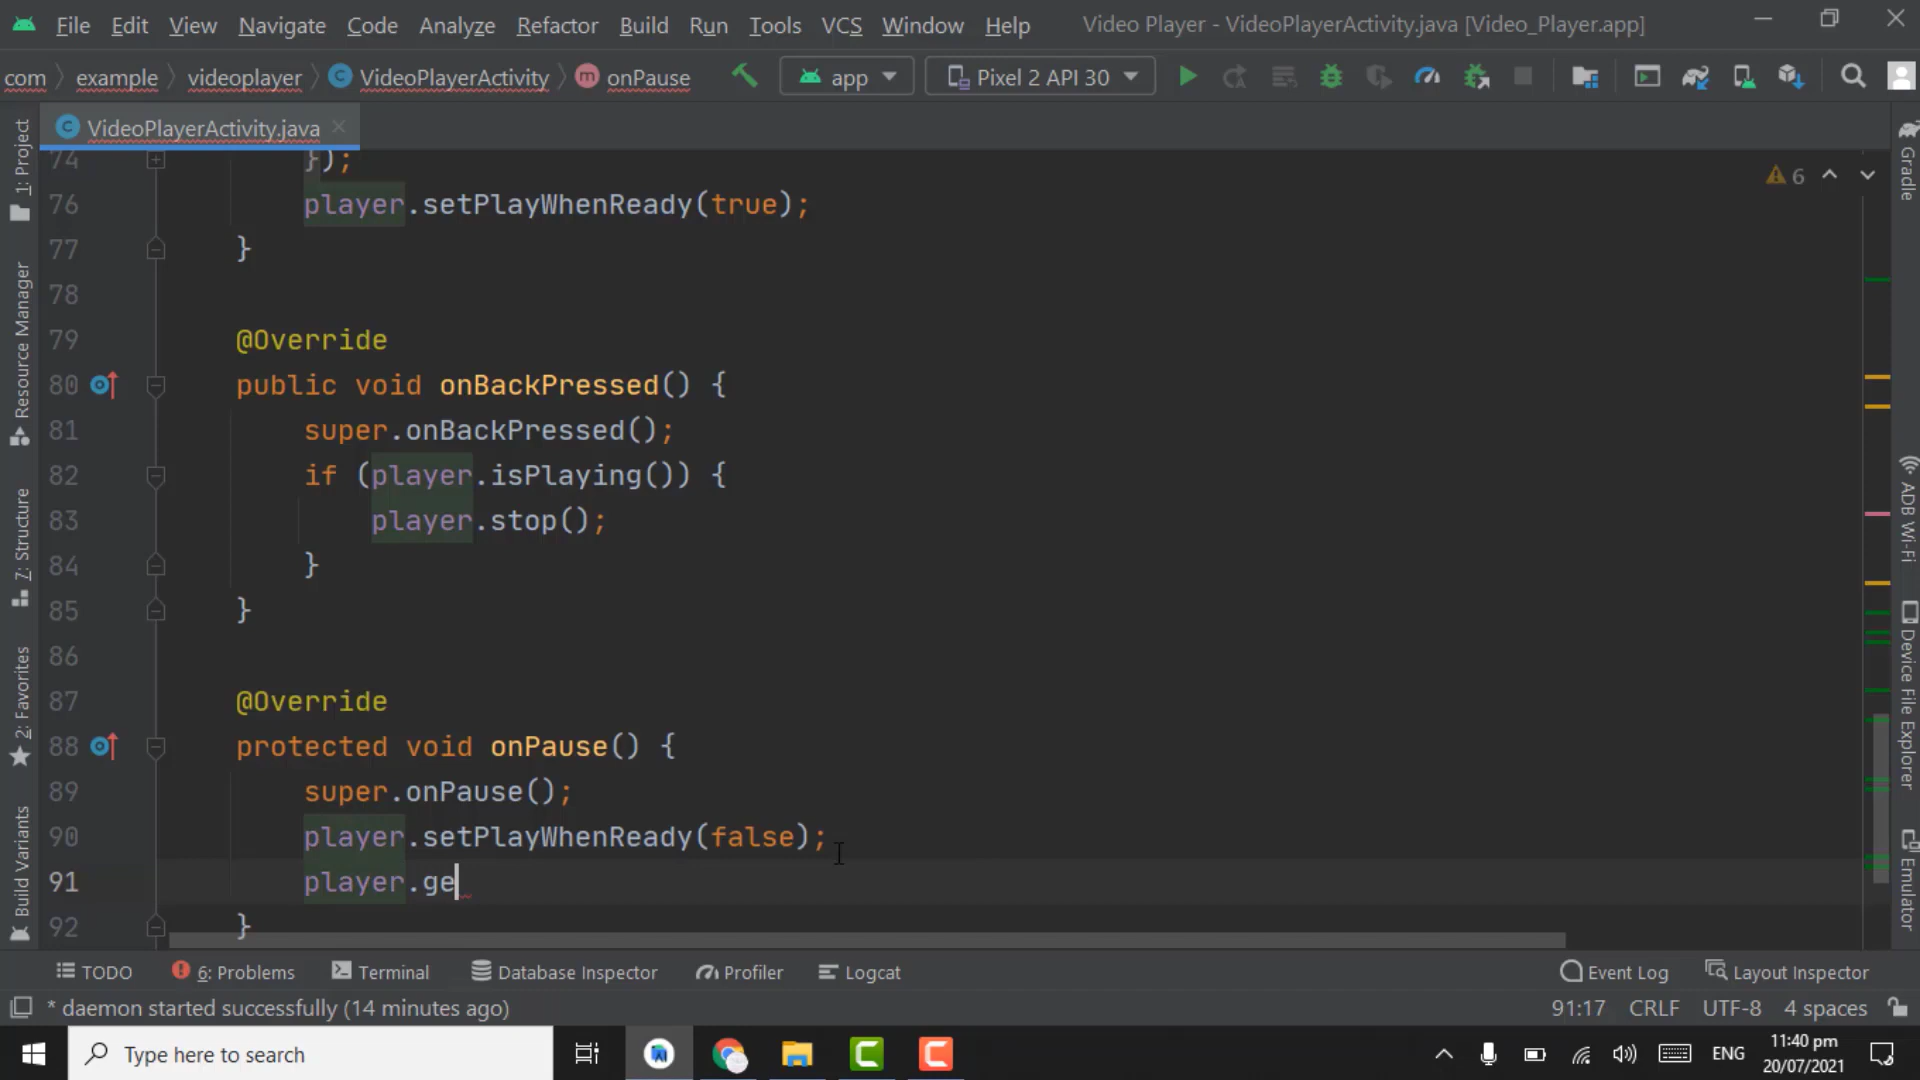 File Edit View Navigate Code Analyze Refactor Build Run Tools VCS Window Help Video Player - VideoPlayerActivity.java [Video_Player.app]
com example videoplayer C VideoPlayerActivity m onPause app Pixel 2 API 30
C VideoPlayerActivity.java
74 });
6
76 player.setPlayWhenReady(true);
77 }
78
79 @Override
80 public void onBackPressed() {
81 super.onBackPressed();
82 if (player.isPlaying()) {
83 player.stop();
84 }
85 }
86
87 @Override
88 protected void onPause() {
89 super.onPause();
90 player.setPlayWhenReady(false);
91 player.ge
92 }
1: Project
Resource Manager
7: Structure
2: Favorites
Build Variants
Gradle
ADB Wi-Fi
Device File Explorer
Emulator
TODO 6: Problems Terminal Database Inspector Profiler Logcat Event Log Layout Inspector
* daemon started successfully (14 minutes ago) 91:17 CRLF UTF-8 4 spaces
Type here to search ENG 11:40 pm
20/07/2021